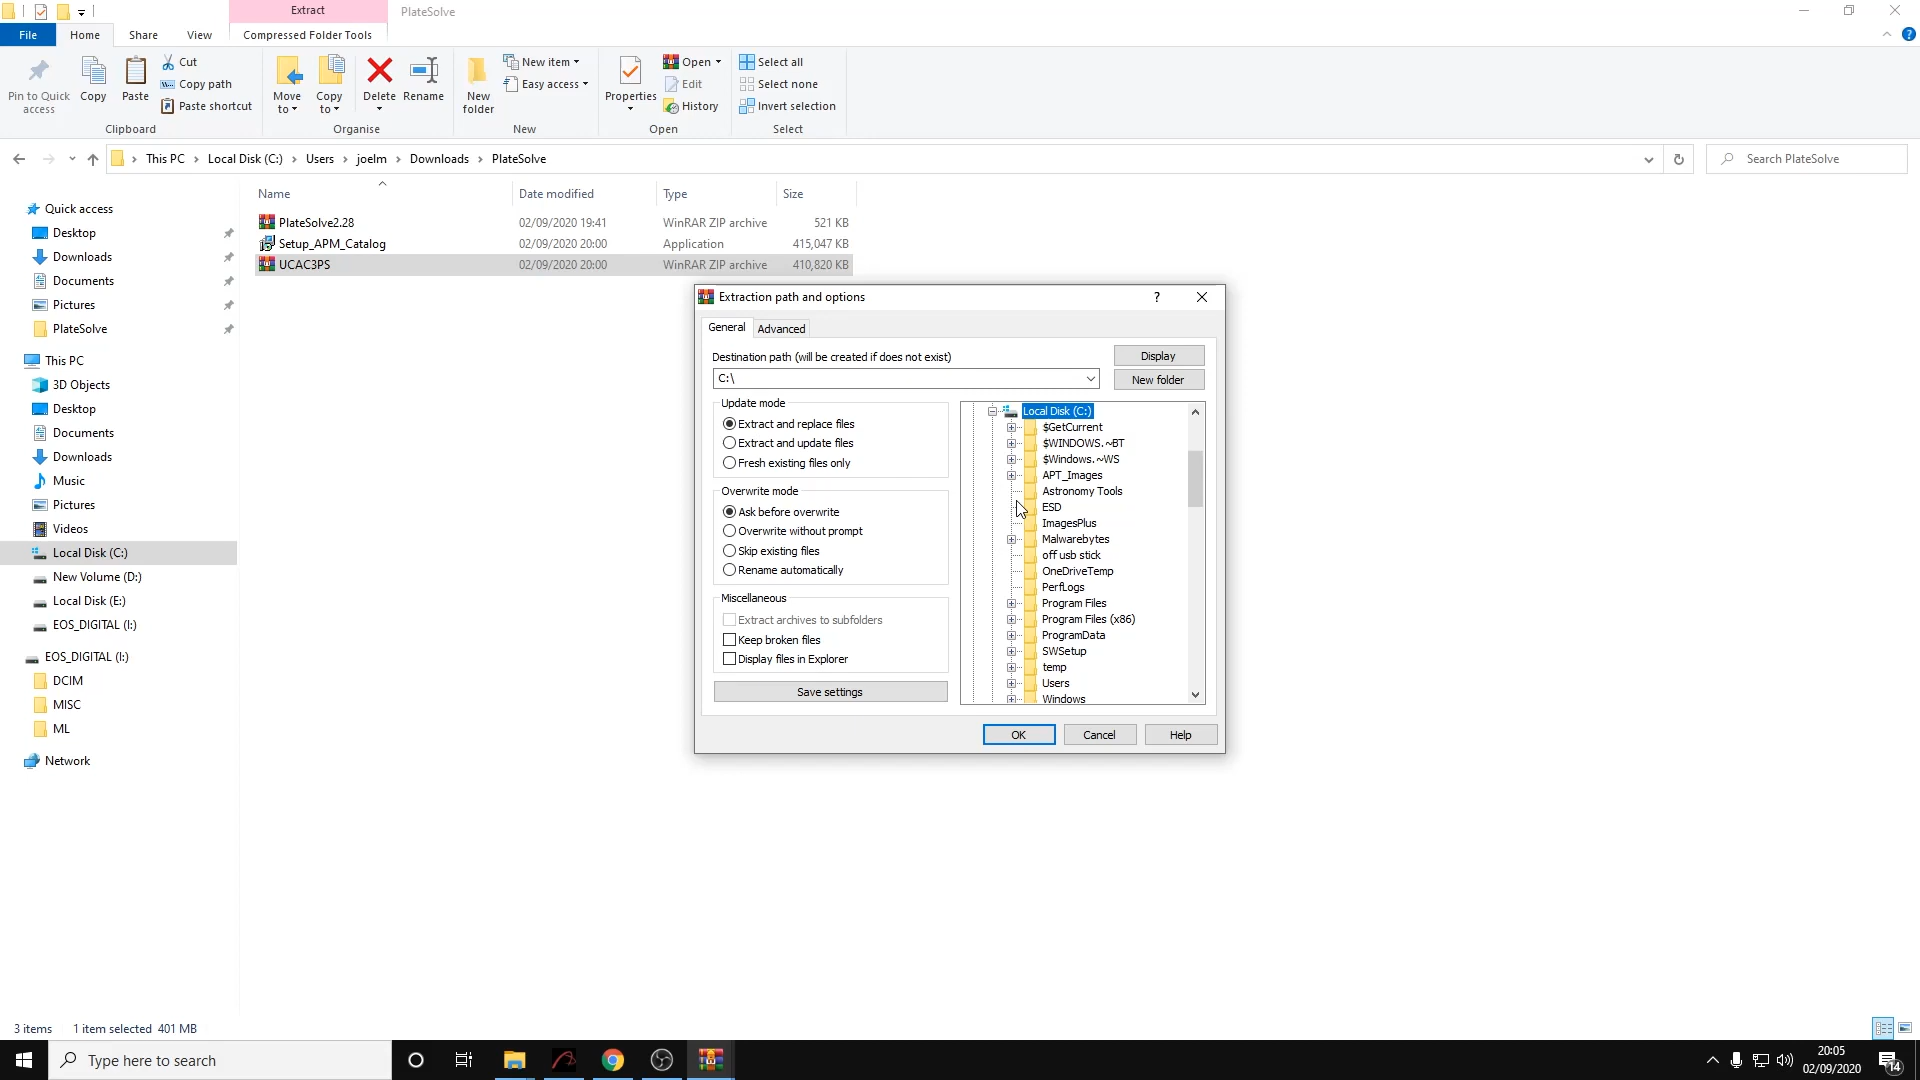 Extract
PlateSolve
File
Home
Share
View
Compressed Folder Tools
Pin to Quick access
Copy
Paste
Cut
Copy path
Paste shortcut
Move to
Copy to
Delete
Rename
New folder
New item
Easy access
Properties
Open
Edit
History
Select all
Select none
Invert selection
Clipboard
Organise
New
Open
Select
This PC
Local Disk (C:)
Users
joelm
Downloads
PlateSolve
Search PlateSolve
Name
Date modified
Type
Size
PlateSolve2.28 02/09/2020 19:41 WinRAR ZIP archive 521 KB
Setup_APM_Catalog 02/09/2020 20:00 Application 415,047 KB
UCAC3PS 02/09/2020 20:00 WinRAR ZIP archive 410,820 KB
Quick access
Desktop
Downloads
Documents
Pictures
PlateSolve
This PC
3D Objects
Desktop
Documents
Downloads
Music
Pictures
Videos
Local Disk (C:)
New Volume (D:)
Local Disk (E:)
EOS_DIGITAL (I:)
EOS_DIGITAL (I:)
DCIM
MISC
ML
Network
Extraction path and options
?
General
Advanced
Destination path (will be created if does not exist)
Display
C:\
New folder
Update mode
Extract and replace files
Extract and update files
Fresh existing files only
Overwrite mode
Ask before overwrite
Overwrite without prompt
Skip existing files
Rename automatically
Miscellaneous
Extract archives to subfolders
Keep broken files
Display files in Explorer
Save settings
Local Disk (C:)
$GetCurrent
$WINDOWS.~BT
$Windows.~WS
APT_Images
Astronomy Tools
ESD
ImagesPlus
Malwarebytes
off usb stick
OneDriveTemp
PerfLogs
Program Files
Program Files (x86)
ProgramData
SWSetup
temp
Users
Windows
OK
Cancel
Help
3 items
1 item selected 401 MB
Type here to search
20:05
02/09/2020
14